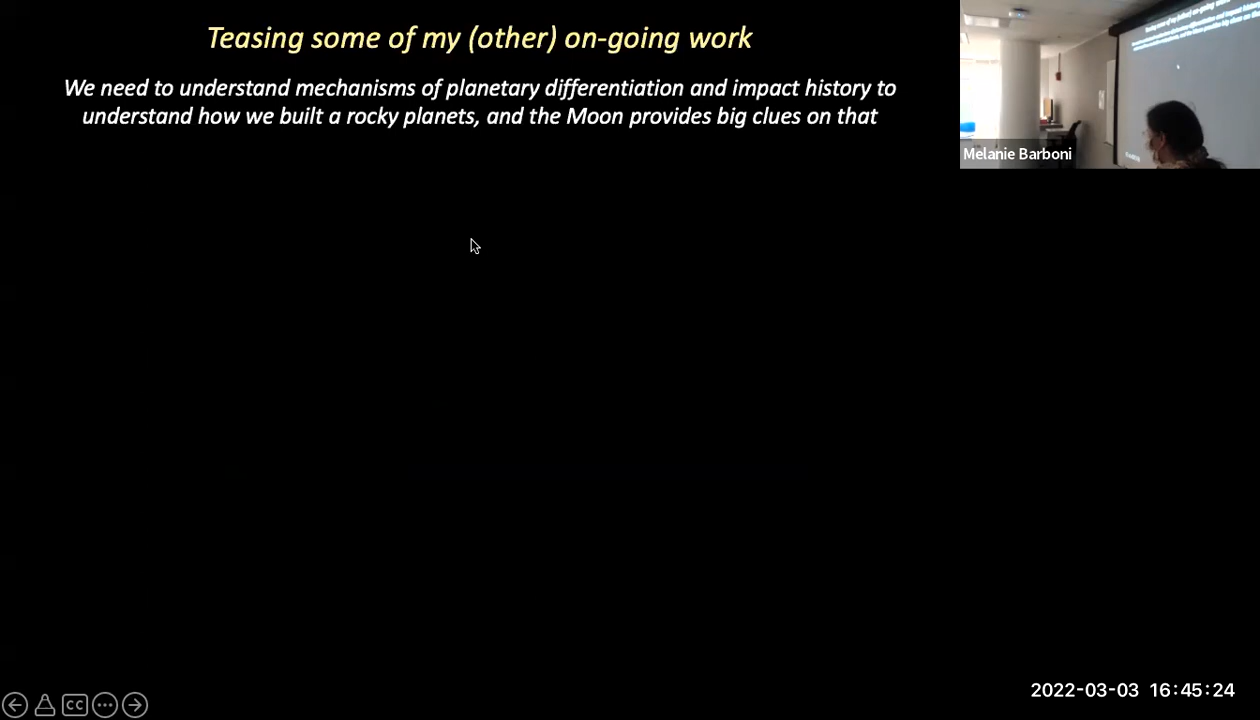 Teasing some of my (other) on-going work
We need to understand mechanisms of planetary differentiation and impact history to
understand how we built a rocky planets, and the Moon provides big clues on that
Melanie Barboni
CC
2022-03-03 16:45:24